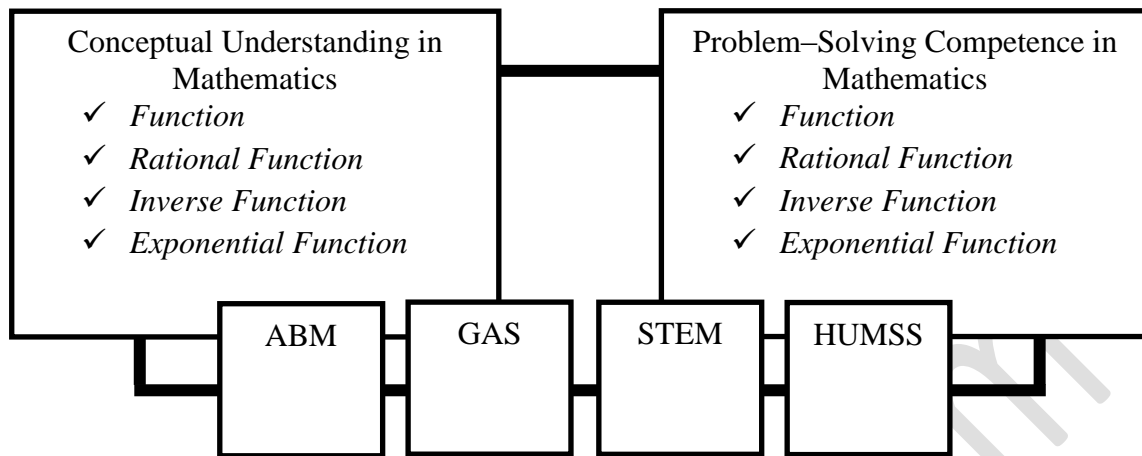 Conceptual Understanding in
Mathematics
✓ Function
✓ Rational Function
✓ Inverse Function
✓ Exponential Function
Problem–Solving Competence in
Mathematics
✓ Function
✓ Rational Function
✓ Inverse Function
✓ Exponential Function
ABM
GAS
STEM
HUMSS